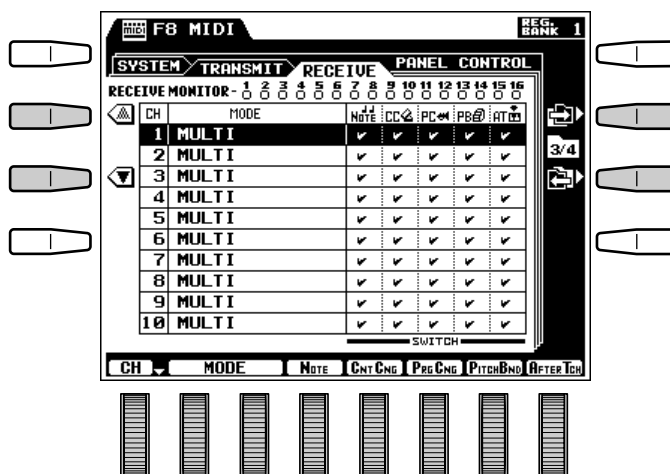 midi F8 MIDI
REG. BANK 1
SYSTEM TRANSMIT RECEIVE PANEL CONTROL
RECEIVE MONITOR- 1 2 3 4 5 6 7 8 9 10 11 12 13 14 15 16
CH MODE NOTE CC PC PB AT
1 MULTI
2 MULTI
3 MULTI
4 MULTI
5 MULTI
6 MULTI
7 MULTI
8 MULTI
9 MULTI
10 MULTI
3/4
SWITCH
CH MODE NOTE CNT CNG PRG CNG PITCHBND AFTER TCH